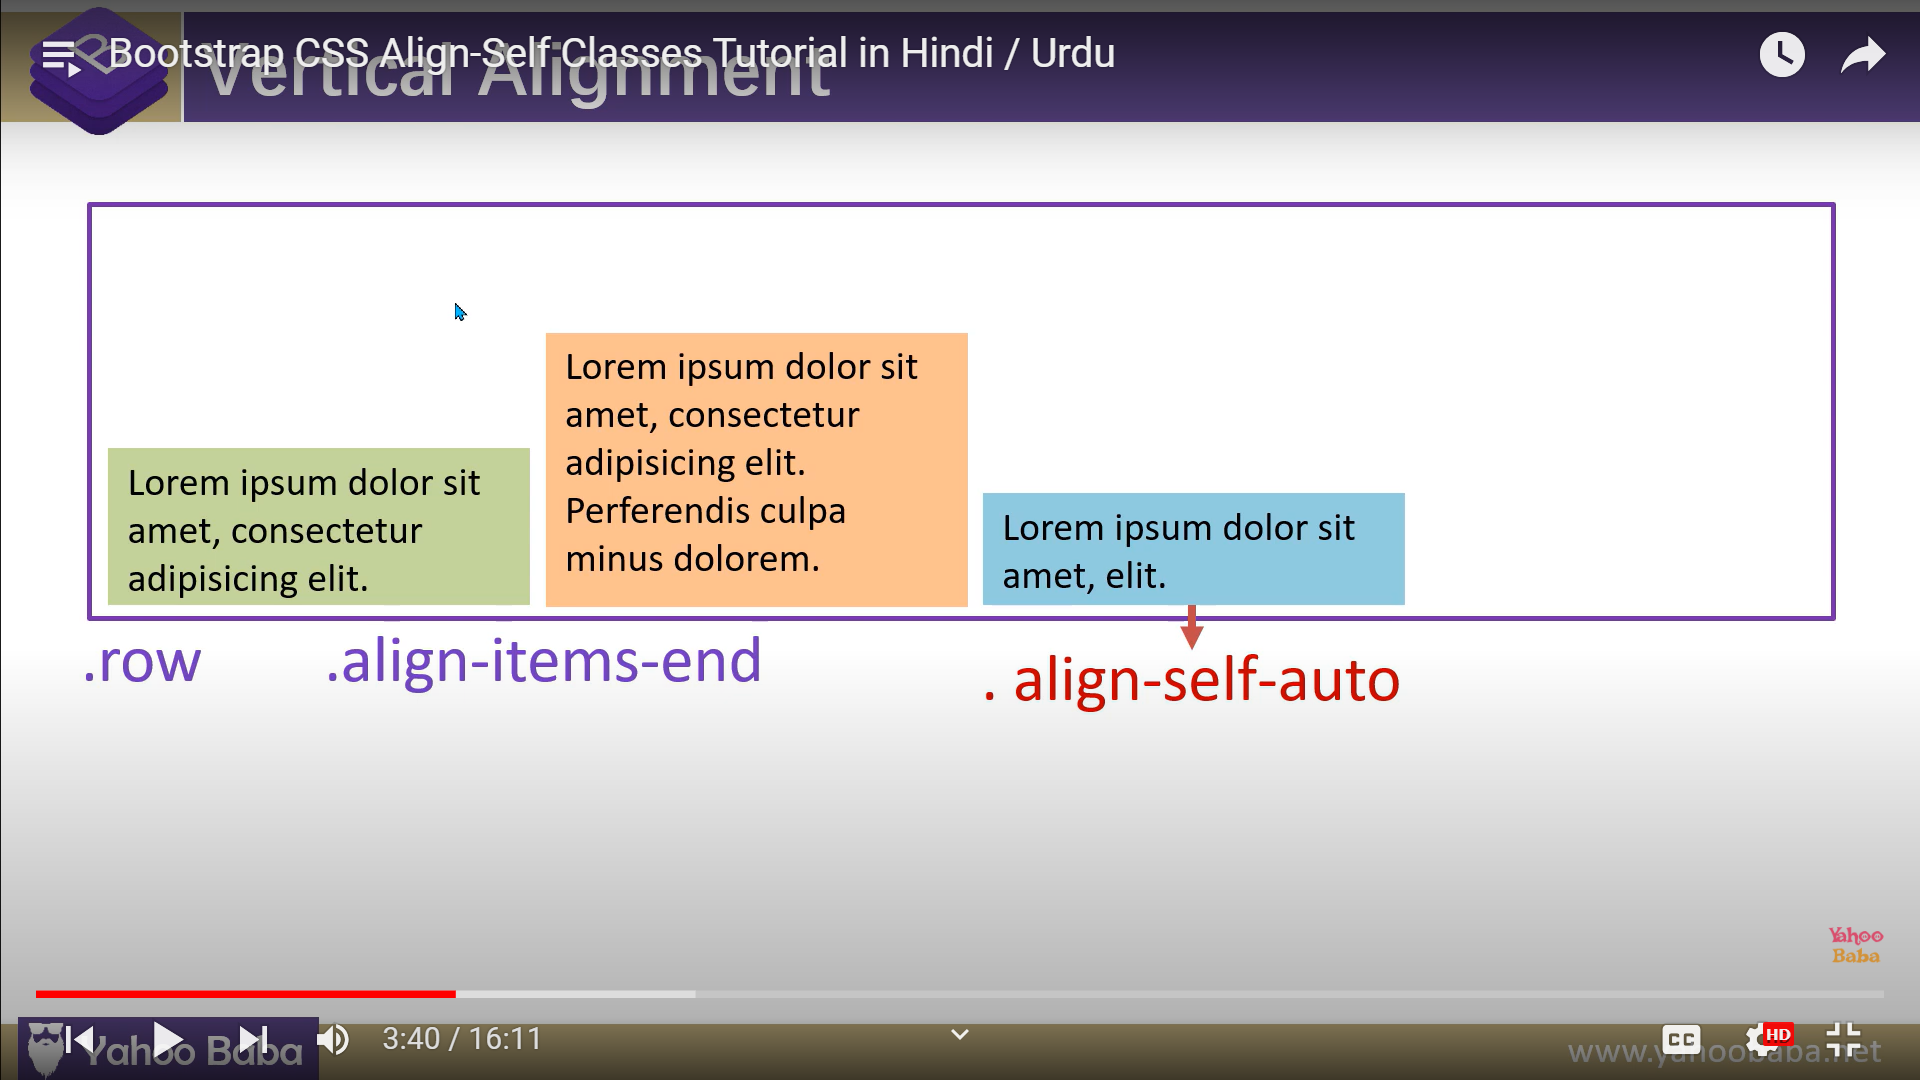 Bootstrap CSS Align-Self Classes Tutorial in Hindi / Urdu
Vertical Alignment
Lorem ipsum dolor sit
amet, consectetur
adipisicing elit.
Lorem ipsum dolor sit
amet, consectetur
adipisicing elit.
Perferendis culpa
minus dolorem.
Lorem ipsum dolor sit
amet, elit.
.row
.align-items-end
. align-self-auto
Yahoo
Baba
3:40 / 16:11
CC
HD
Yahoo Baba
www.yahoobaba.net